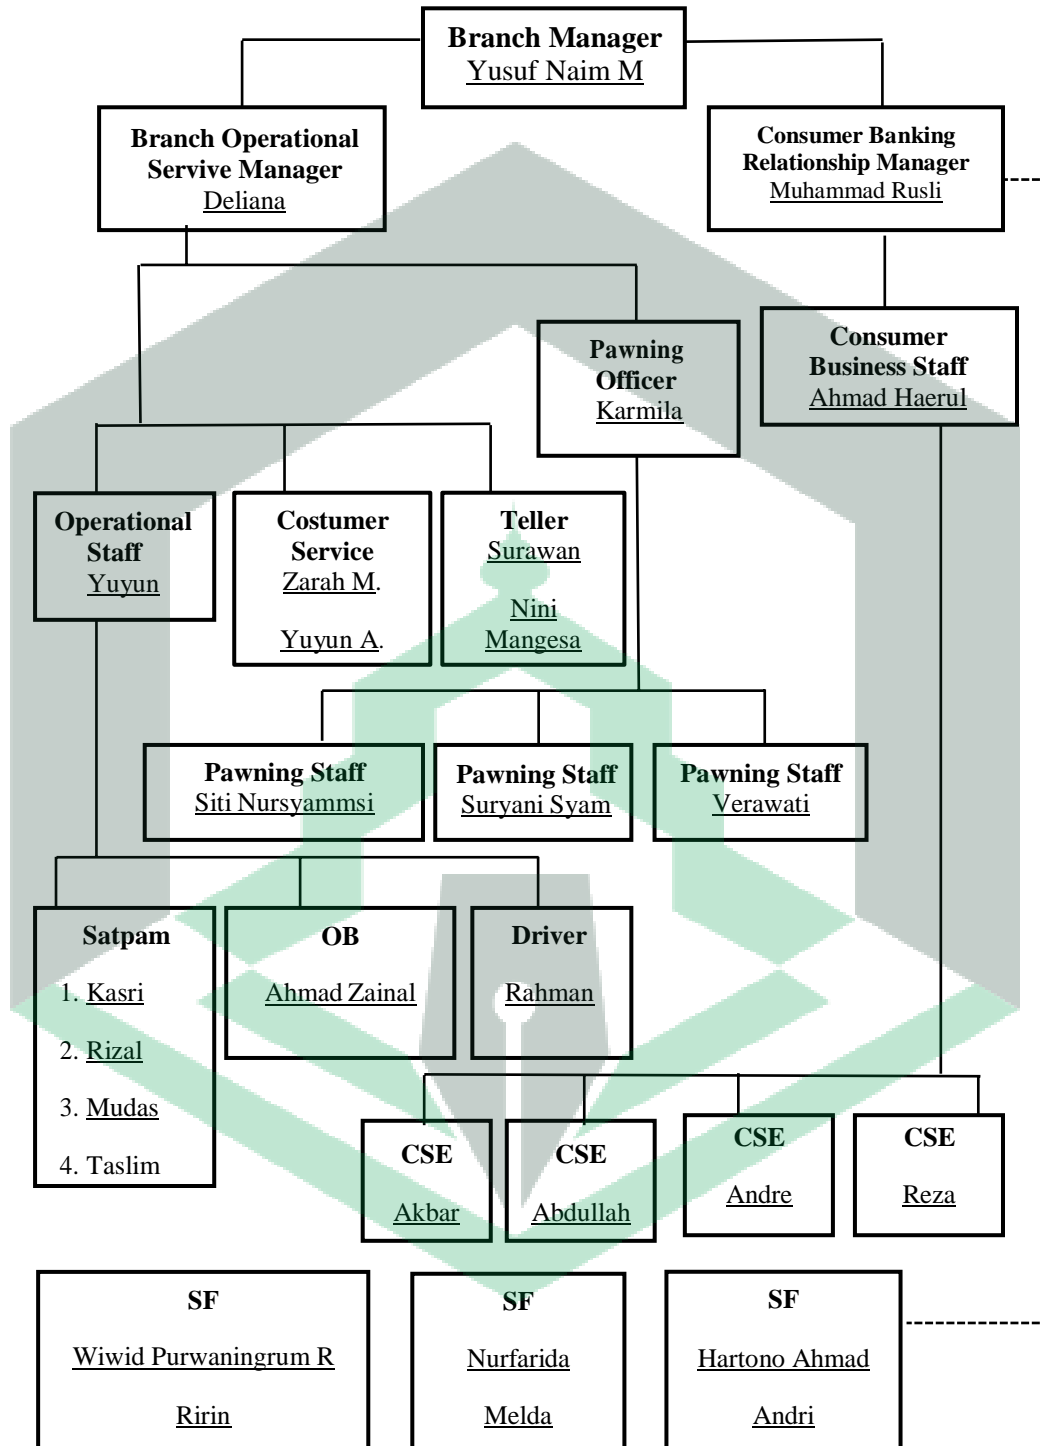 Branch Manager
Yusuf Naim M
Branch Operational
Servive Manager
Deliana
Consumer Banking
Relationship Manager
Muhammad Rusli
Pawning
Officer
Karmila
Consumer
Business Staff
Ahmad Haerul
Operational
Staff
Yuyun
Costumer
Service
Zarah M.
Yuyun A.
Teller
Surawan
Nini
Mangesa
Pawning Staff
Siti Nursyammsi
Pawning Staff
Suryani Syam
Pawning Staff
Verawati
Satpam
1. Kasri
2. Rizal
3. Mudas
4. Taslim
OB
Ahmad Zainal
Driver
Rahman
CSE
Akbar
CSE
Abdullah
CSE
Andre
CSE
Reza
SF
Wiwid Purwaningrum R
Ririn
SF
Nurfarida
Melda
SF
Hartono Ahmad
Andri